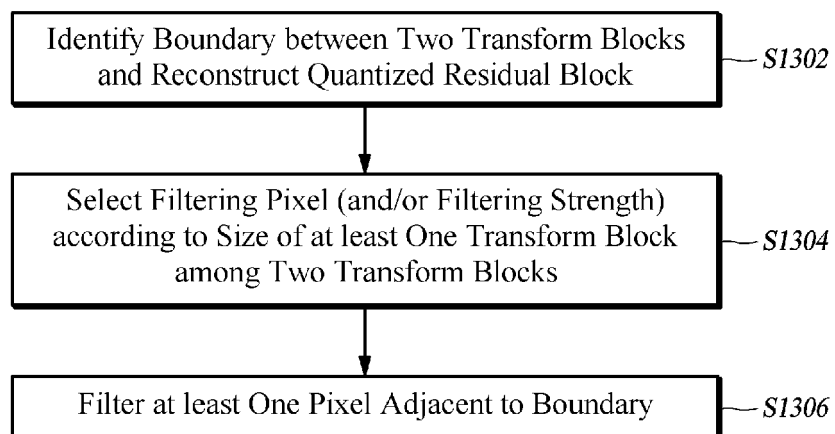 Identify Boundary between Two Transform Blocks
and Reconstruct Quantized Residual Block
S1302
Select Filtering Pixel (and/or Filtering Strength)
according to Size of at least One Transform Block
among Two Transform Blocks
S1304
Filter at least One Pixel Adjacent to Boundary
S1306